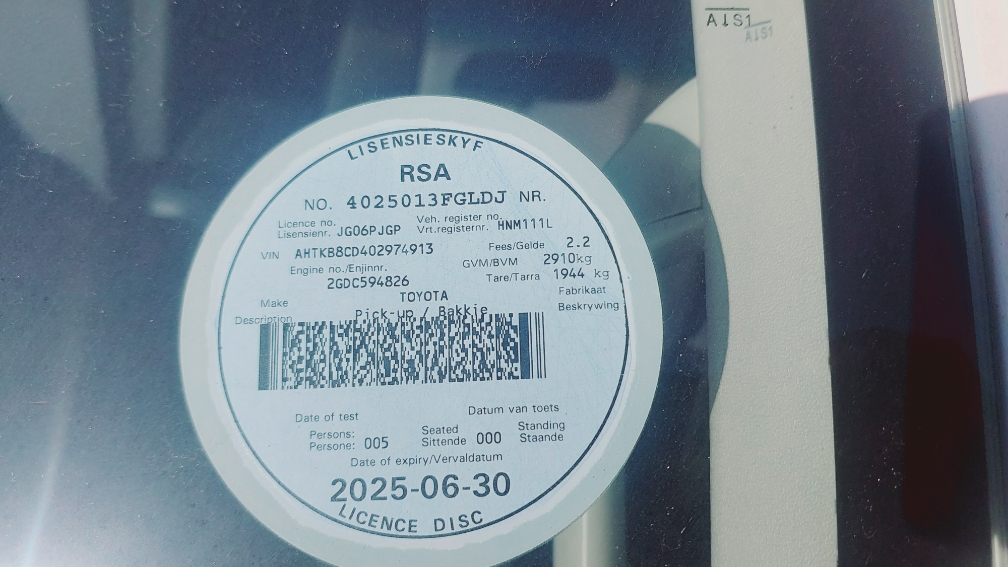 A↓S1
A↓S1
LISENSIESKYF
RSA
NO. 4025013FGLDJ NR.
Licence no. Veh. register no.
Lisensienr. JG06PJGP Vrt.registernr. HNM111L
VIN AHTKB8CD402974913 Fees/Gelde 2.2
Engine no./Enjinnr. GVM/BVM 2910kg
2GDC594826 Tare/Tarra 1944 kg
Make TOYOTA Fabrikaat
Description Pick-up / Bakkie Beskrywing
Date of test Datum van toets
Persons: Seated Standing
Persone: 005 Sittende 000 Staande
Date of expiry/Vervaldatum
2025-06-30
LICENCE DISC